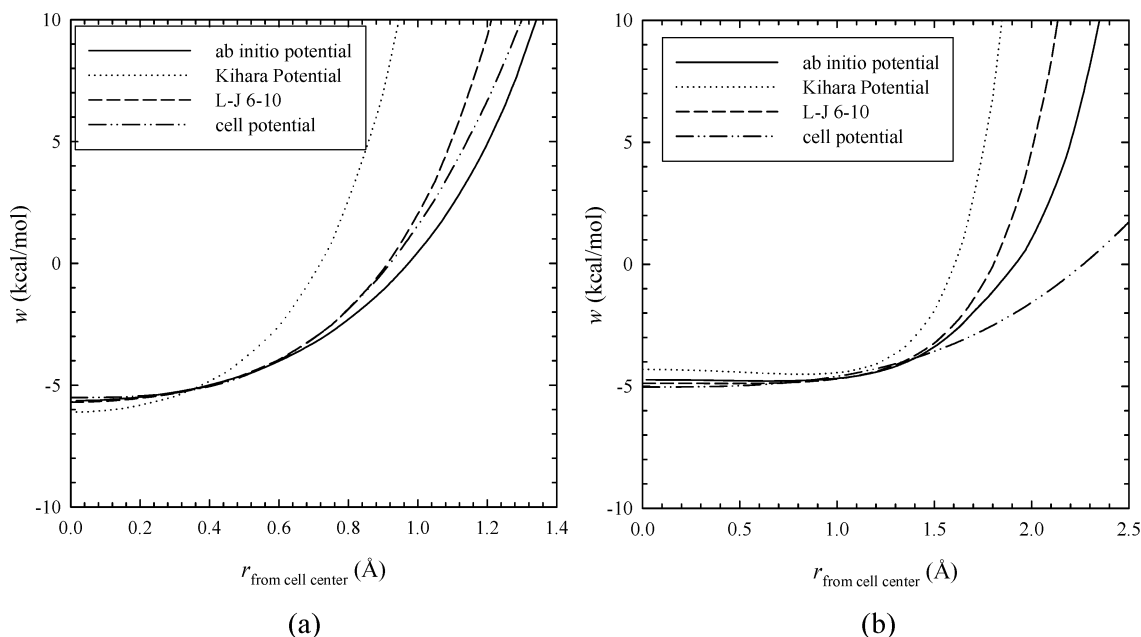 10
5
0
-5
-10
w (kcal/mol)
ab initio potential
Kihara Potential
L-J 6-10
cell potential
0.0 0.2 0.4 0.6 0.8 1.0 1.2 1.4
r from cell center (Å)
(a)
10
5
0
-5
-10
w (kcal/mol)
ab initio potential
Kihara Potential
L-J 6-10
cell potential
0.0 0.5 1.0 1.5 2.0 2.5
r from cell center (Å)
(b)